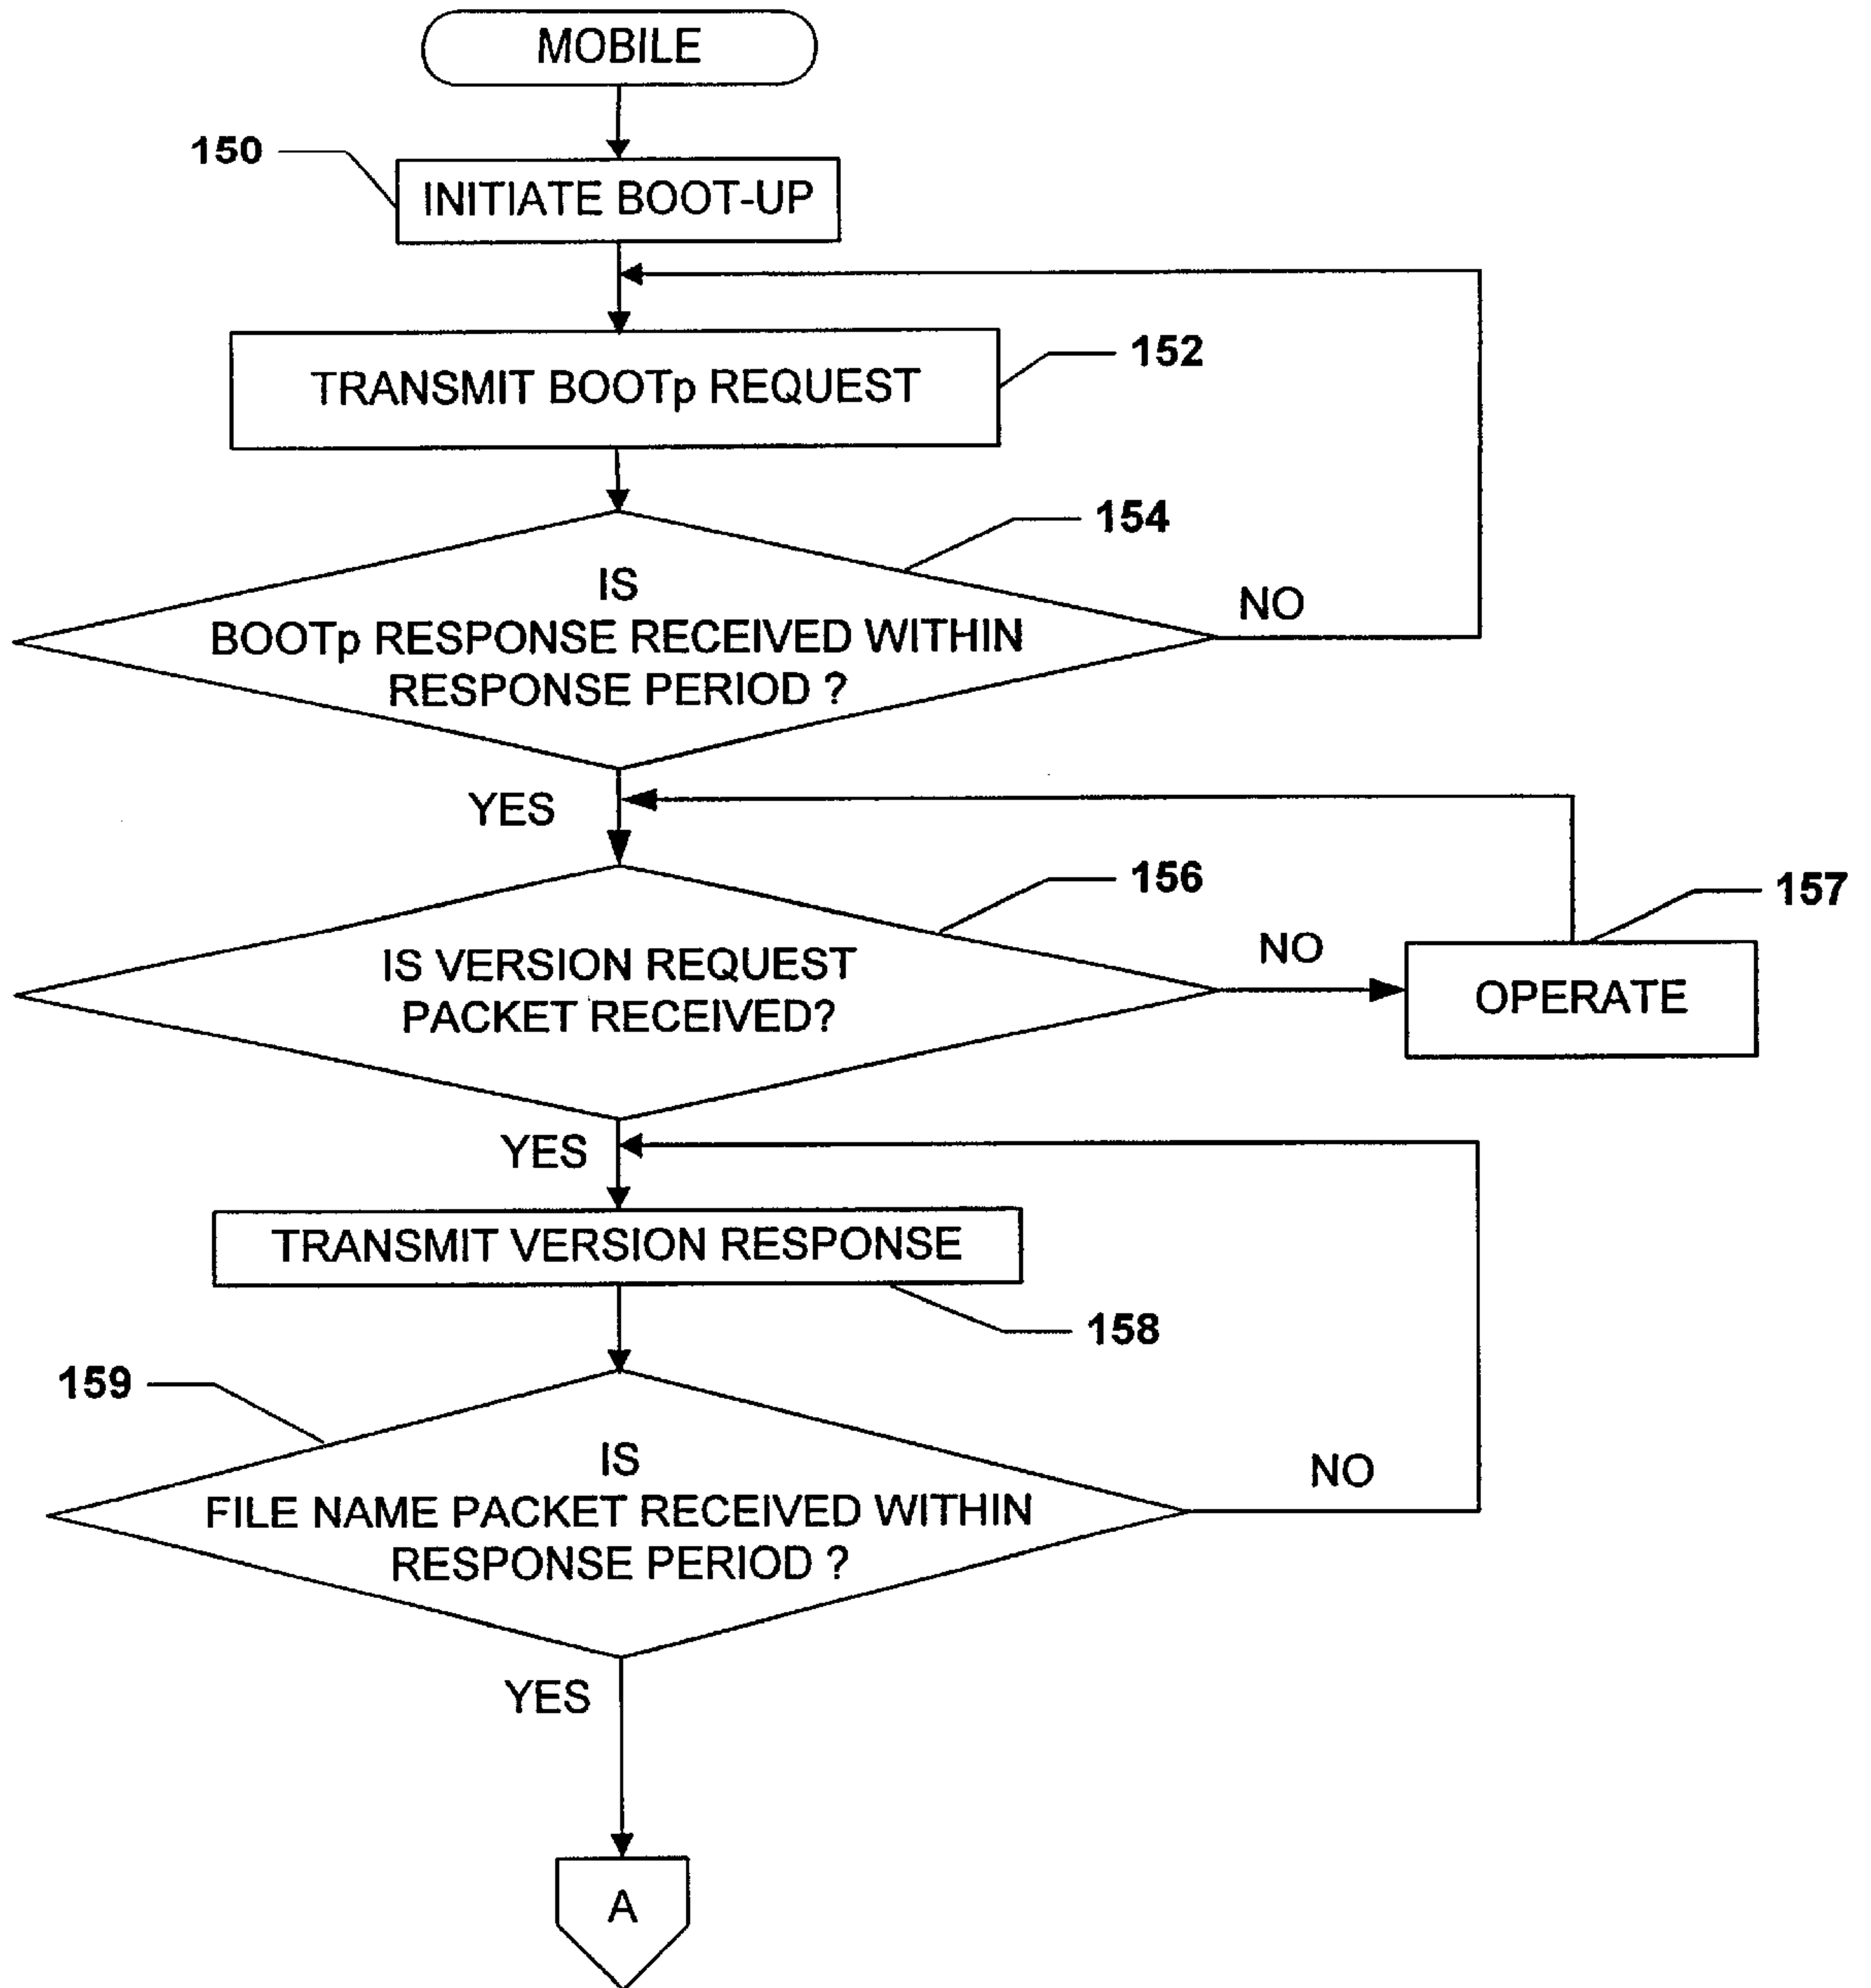 MOBILE
150
INITIATE BOOT-UP
TRANSMIT BOOTp REQUEST
152
154
IS
BOOTp RESPONSE RECEIVED WITHIN
RESPONSE PERIOD ?
NO
YES
156
IS VERSION REQUEST
PACKET RECEIVED?
NO
157
OPERATE
YES
TRANSMIT VERSION RESPONSE
158
159
IS
FILE NAME PACKET RECEIVED WITHIN
RESPONSE PERIOD ?
NO
YES
A